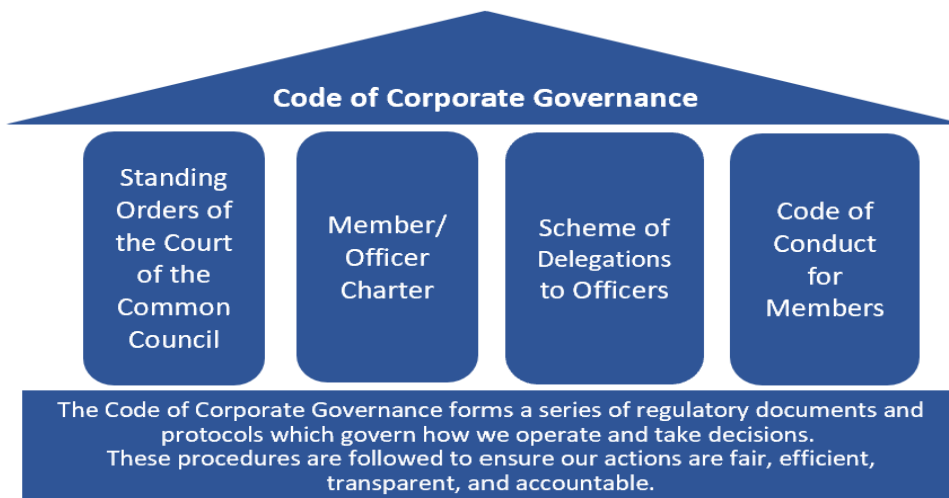 Code of Corporate Governance
Standing
Orders of
the Court
of the
Common
Council
Member/
Officer
Charter
Scheme of
Delegations
to Officers
Code of
Conduct
for
Members
The Code of Corporate Governance forms a series of regulatory documents and
protocols which govern how we operate and take decisions.
These procedures are followed to ensure our actions are fair, efficient,
transparent, and accountable.